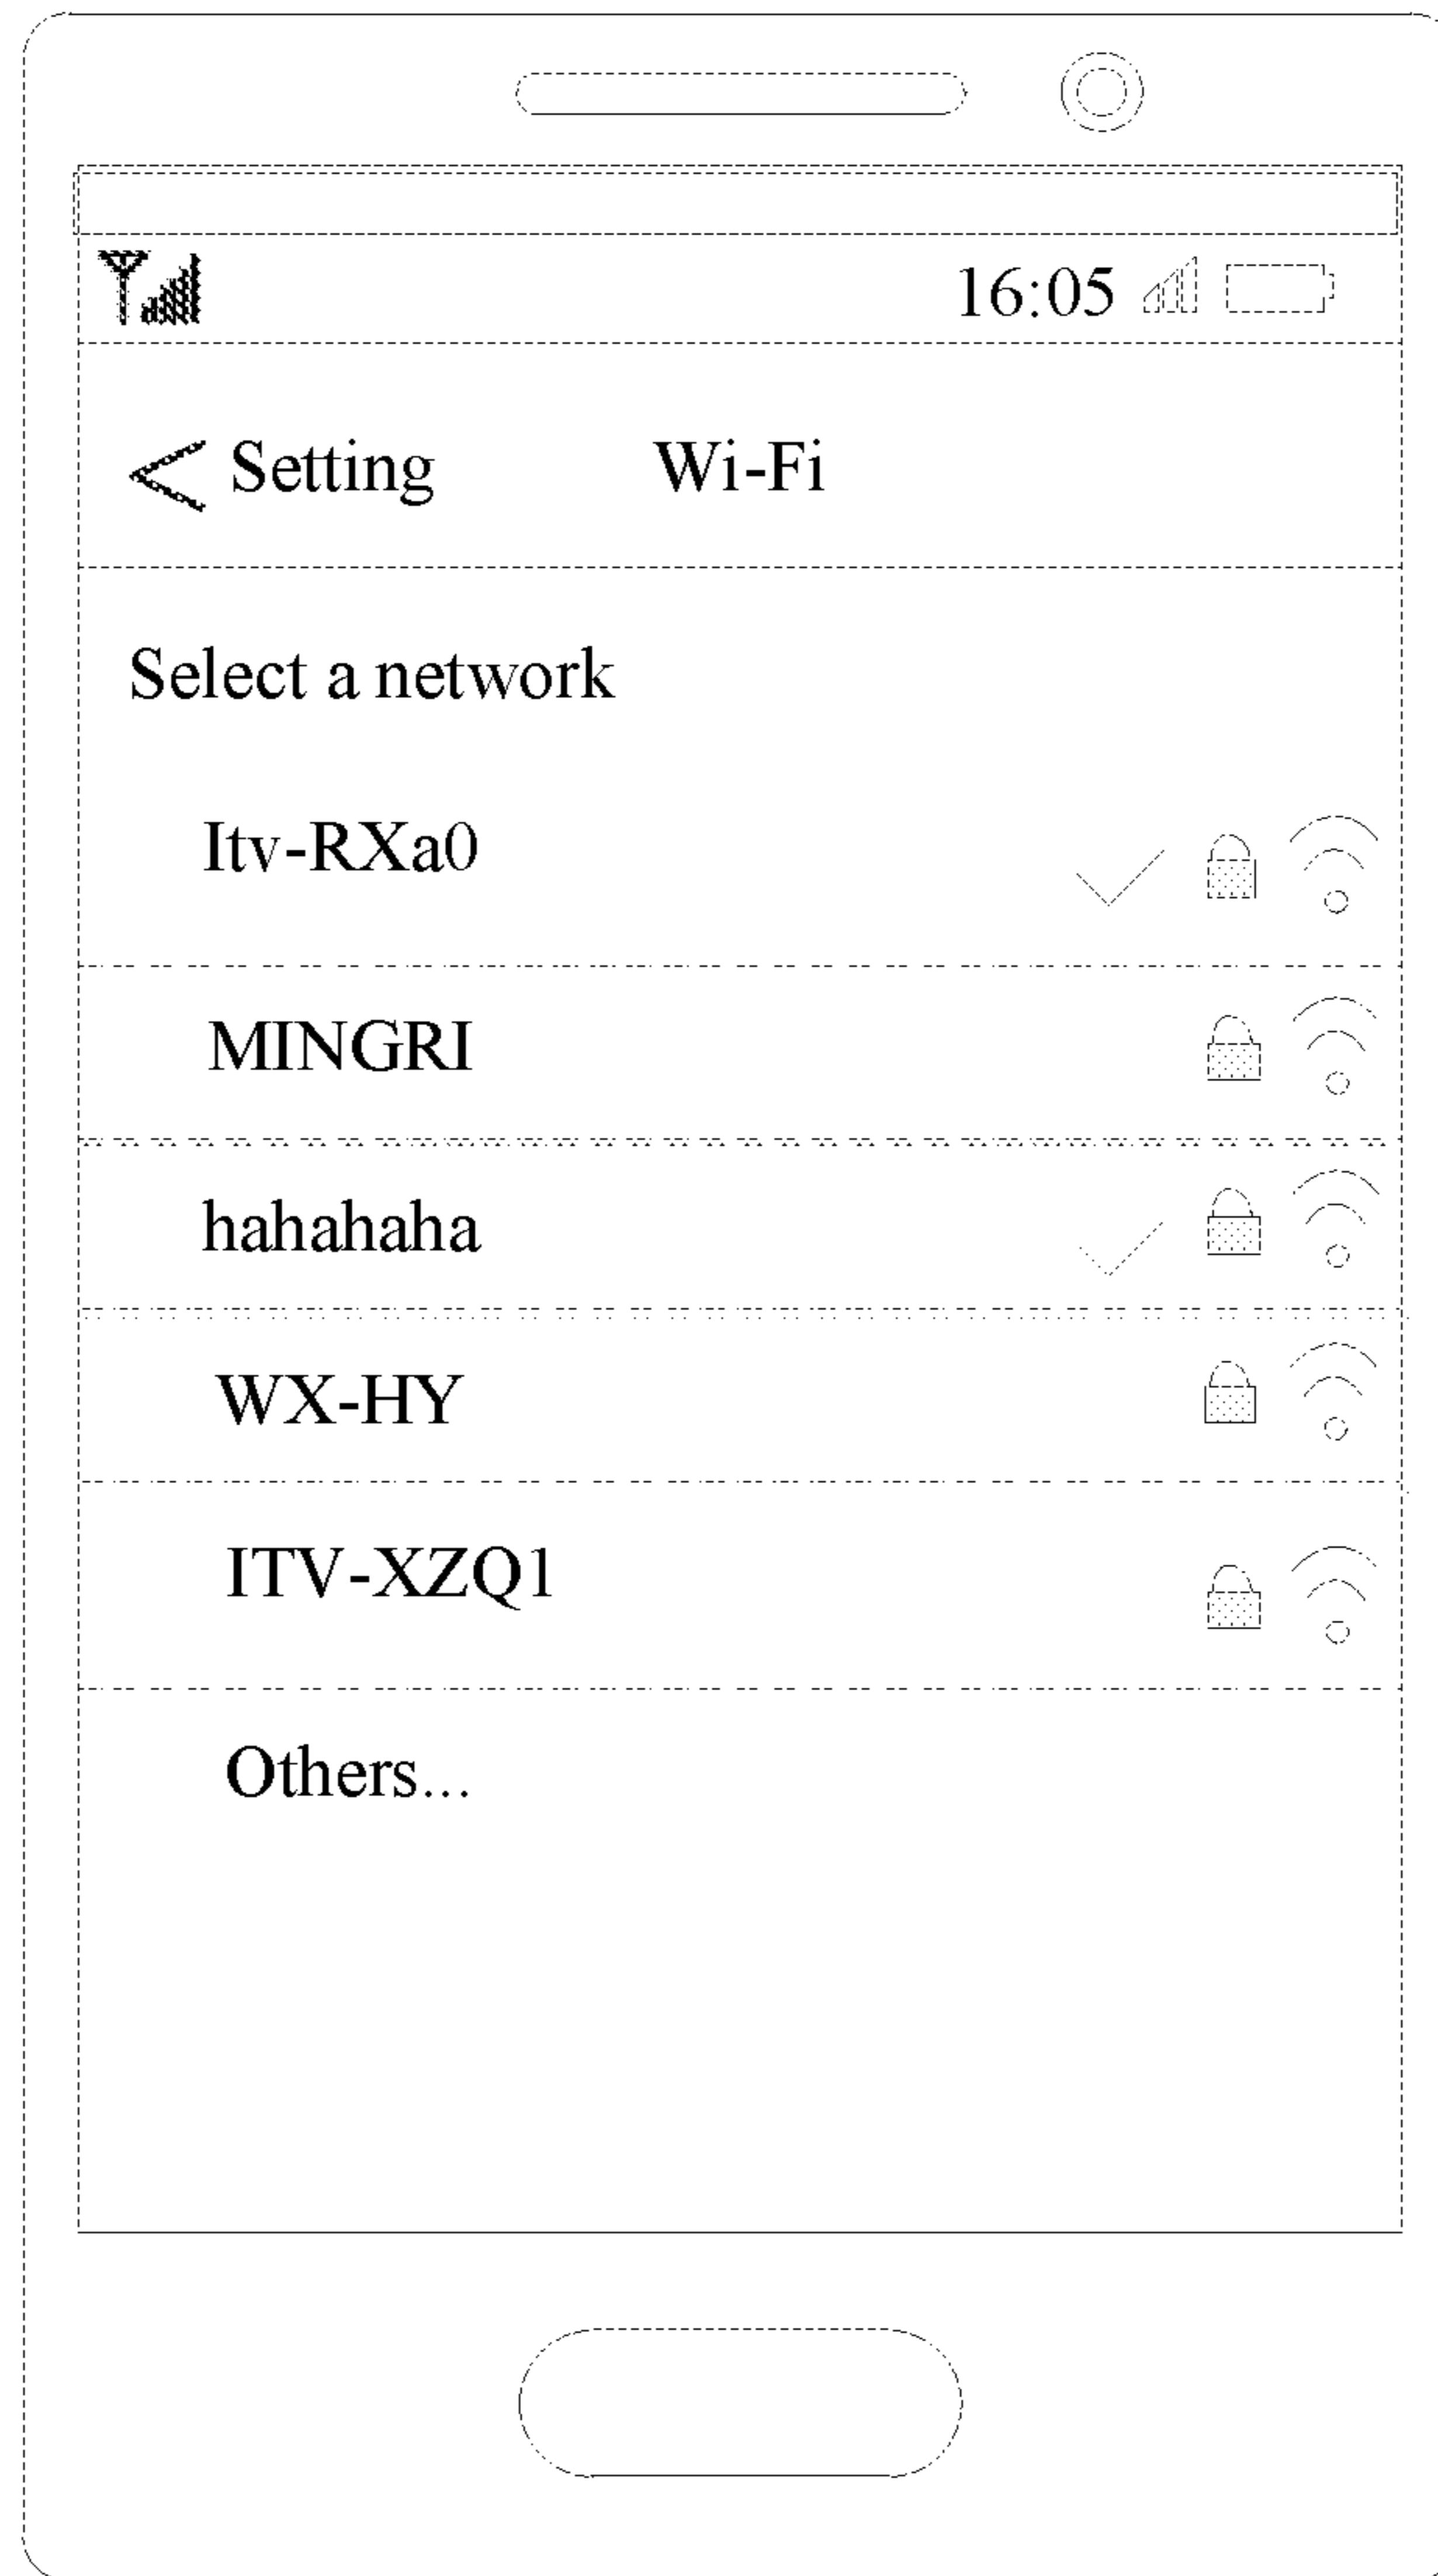 16:05
< Setting Wi-Fi
Select a network
Itv-RXa0
MINGRI
hahahaha
WX-HY
ITV-XZQ1
Others...